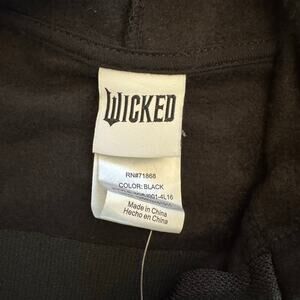 WICKED
RN#71868
COLOR: BLACK
Made in China
Hecho en China